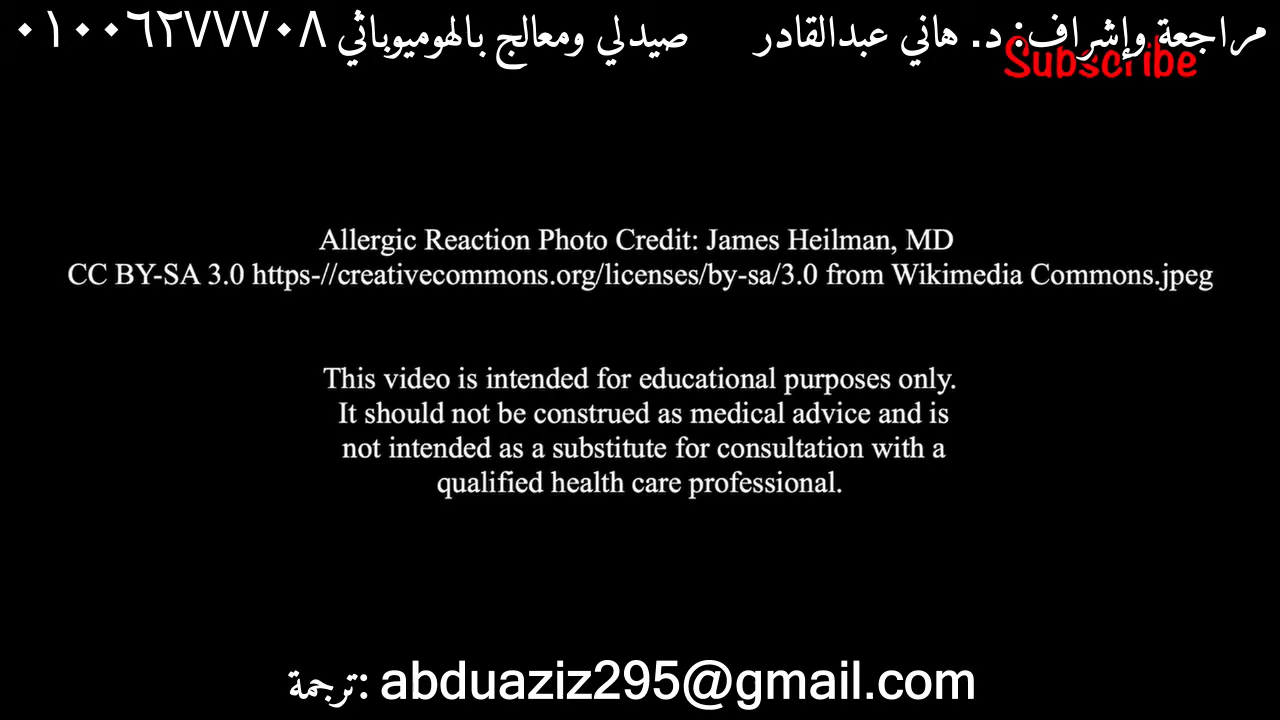 مراجعة وإشراف: د. هاني عبدالقادر صيدلي ومعالج بالهوميوباثي ٠١٠٠٦٢٧٧٧٠٨
Subscribe
Allergic Reaction Photo Credit: James Heilman, MD
CC BY-SA 3.0 https-//creativecommons.org/licenses/by-sa/3.0 from Wikimedia Commons.jpeg
This video is intended for educational purposes only.
It should not be construed as medical advice and is
not intended as a substitute for consultation with a
qualified health care professional.
ترجمة: abduaziz295@gmail.com